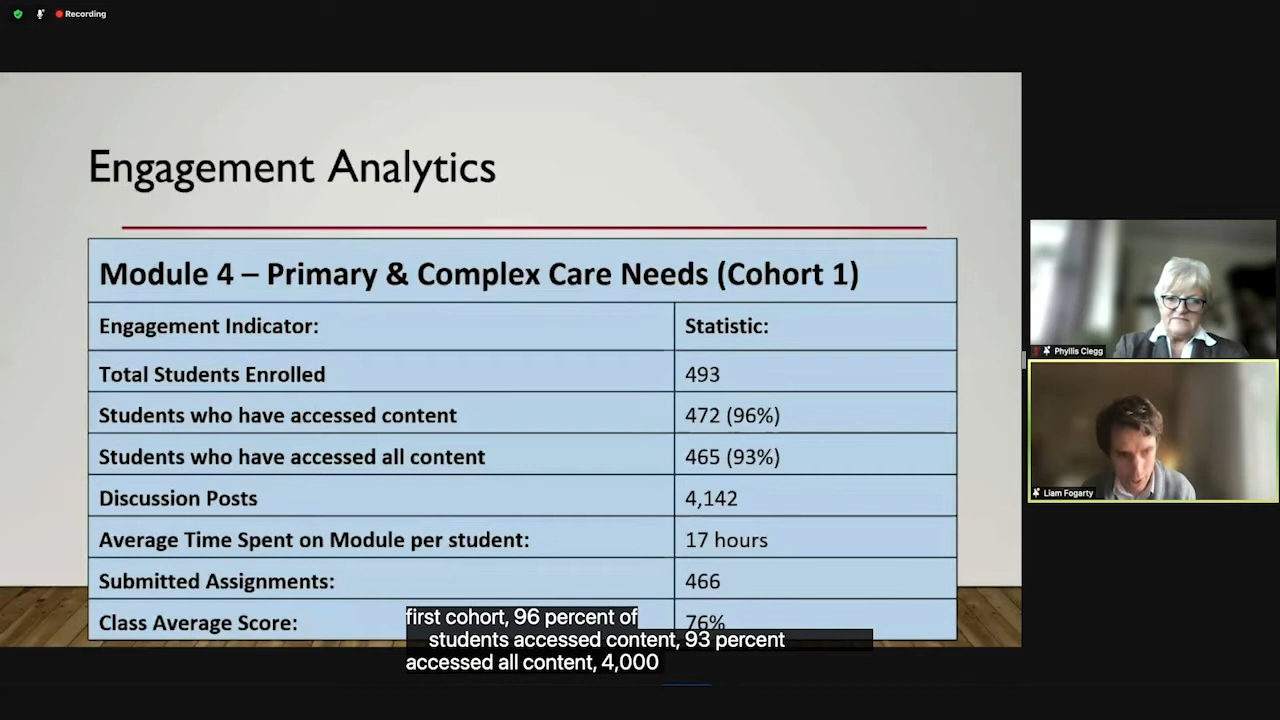 Recording
Engagement Analytics
Module 4 – Primary & Complex Care Needs (Cohort 1)
Engagement Indicator: Statistic:
Total Students Enrolled 493
Students who have accessed content 472 (96%)
Students who have accessed all content 465 (93%)
Discussion Posts 4,142
Average Time Spent on Module per student: 17 hours
Submitted Assignments: 466
Class Average Score: 76%
first cohort, 96 percent of
students accessed content, 93 percent
accessed all content, 4,000
Phyllis Clegg
Liam Fogarty